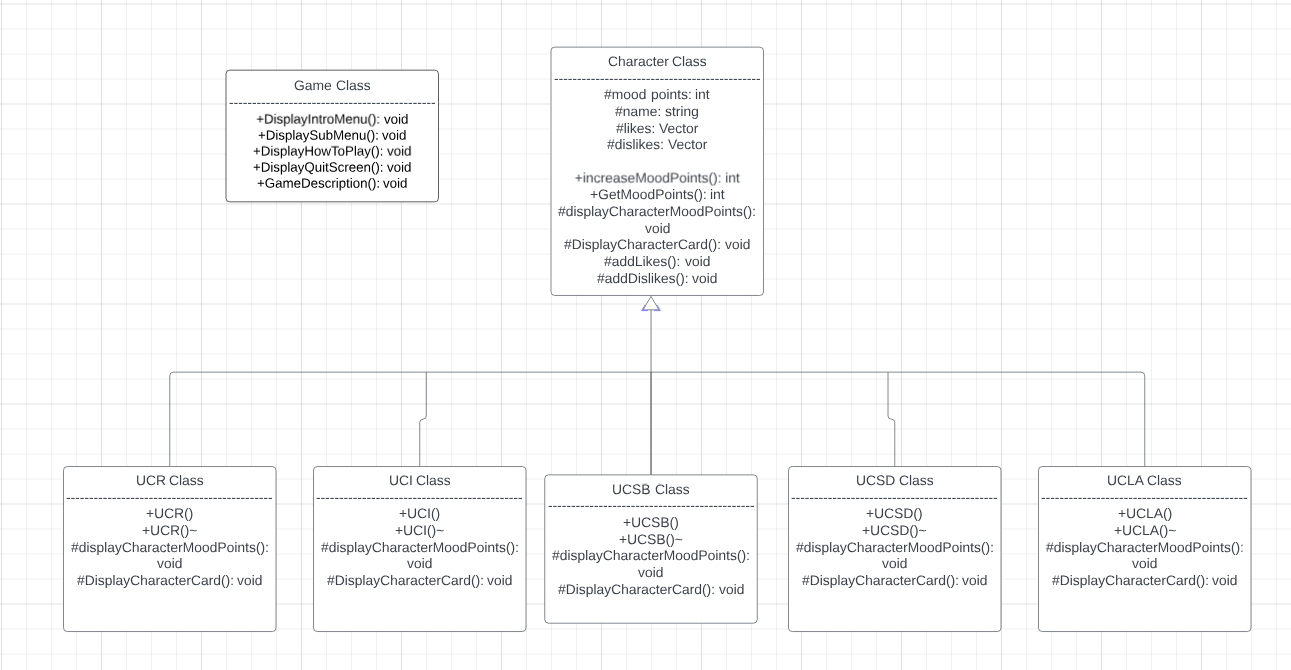 Game Class
+DisplayIntroMenu(): void
+DisplaySubMenu(): void
+DisplayHowToPlay(): void
+DisplayQuitScreen(): void
+GameDescription(): void
Character Class
#mood points: int
#name: string
#likes: Vector
#dislikes: Vector
+increaseMoodPoints(): int
+GetMoodPoints(): int
#displayCharacterMoodPoints():
void
#DisplayCharacterCard(): void
#addLikes(): void
#addDislikes(): void
UCR Class
+UCR()
+UCR()~
#displayCharacterMoodPoints():
void
#DisplayCharacterCard(): void
UCI Class
+UCI()
+UCI()~
#displayCharacterMoodPoints():
void
#DisplayCharacterCard(): void
UCSB Class
+UCSB()
+UCSB()~
#displayCharacterMoodPoints():
void
#DisplayCharacterCard(): void
UCSD Class
+UCSD()
+UCSD()~
#displayCharacterMoodPoints():
void
#DisplayCharacterCard(): void
UCLA Class
+UCLA()
+UCLA()~
#displayCharacterMoodPoints():
void
#DisplayCharacterCard(): void